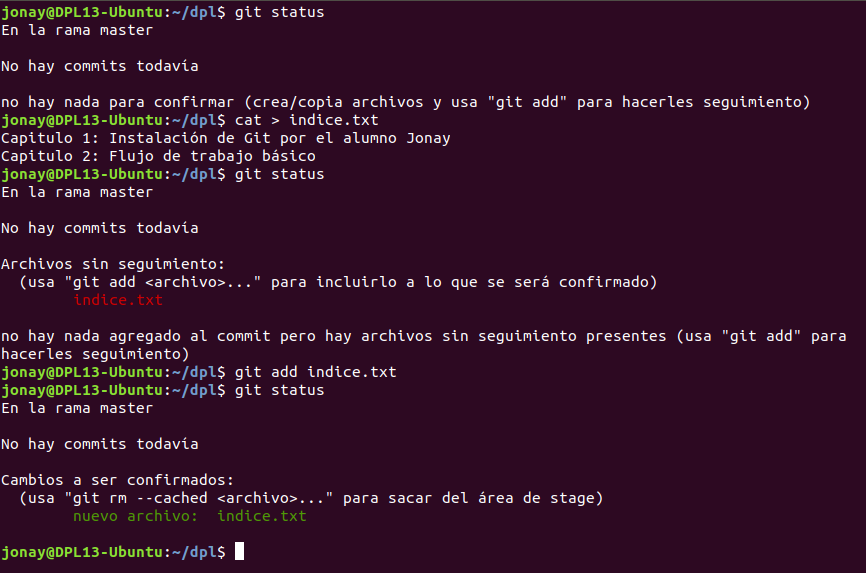 jonay@DPL13-Ubuntu:~/dpl$ git status
En la rama master
No hay commits todavía
no hay nada para confirmar (crea/copia archivos y usa "git add" para hacerles seguimiento)
jonay@DPL13-Ubuntu:~/dpl$ cat > indice.txt
Capitulo 1: Instalación de Git por el alumno Jonay
Capitulo 2: Flujo de trabajo básico
jonay@DPL13-Ubuntu:~/dpl$ git status
En la rama master
No hay commits todavía
Archivos sin seguimiento:
  (usa "git add <archivo>..." para incluirlo a lo que se será confirmado)
        indice.txt
no hay nada agregado al commit pero hay archivos sin seguimiento presentes (usa "git add" para
hacerles seguimiento)
jonay@DPL13-Ubuntu:~/dpl$ git add indice.txt
jonay@DPL13-Ubuntu:~/dpl$ git status
En la rama master
No hay commits todavía
Cambios a ser confirmados:
  (usa "git rm --cached <archivo>..." para sacar del área de stage)
        nuevo archivo:  indice.txt
jonay@DPL13-Ubuntu:~/dpl$